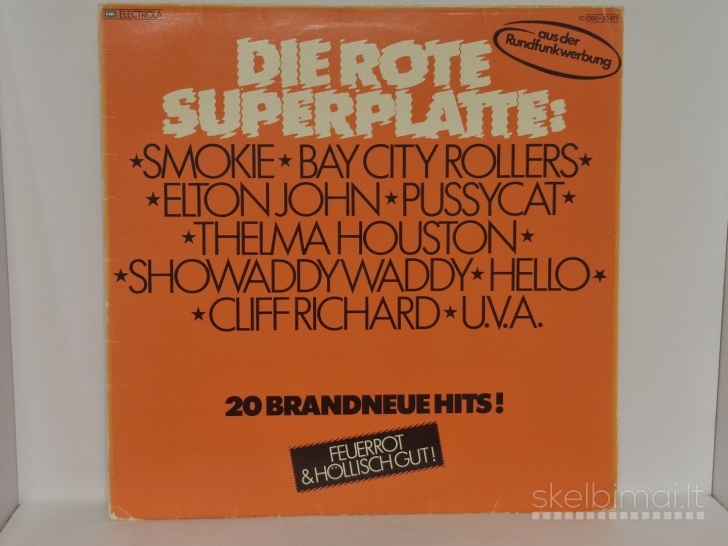 EMI ELECTROLA
aus der
Rundfunkwerbung
DIE ROTE
SUPERPLATTE:
★SMOKIE★BAY CITY ROLLERS★
★ELTON JOHN★PUSSYCAT★
★THELMA HOUSTON★
★SHOWADDYWADDY★HELLO★
★CLIFF RICHARD★U.V.A.
20 BRANDNEUE HITS!
FEUERROT
& HÖLLISCH GUT!
skelbimai.lt